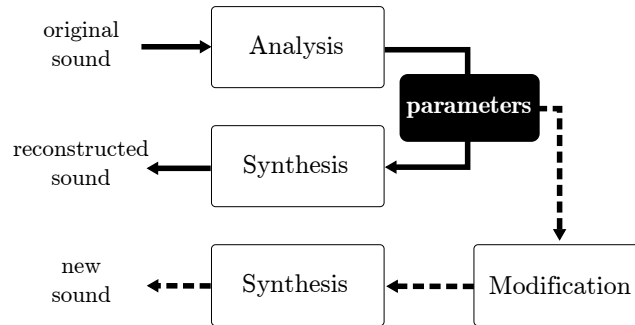 original
sound
Analysis
parameters
reconstructed
sound
Synthesis
new
sound
Synthesis
Modification